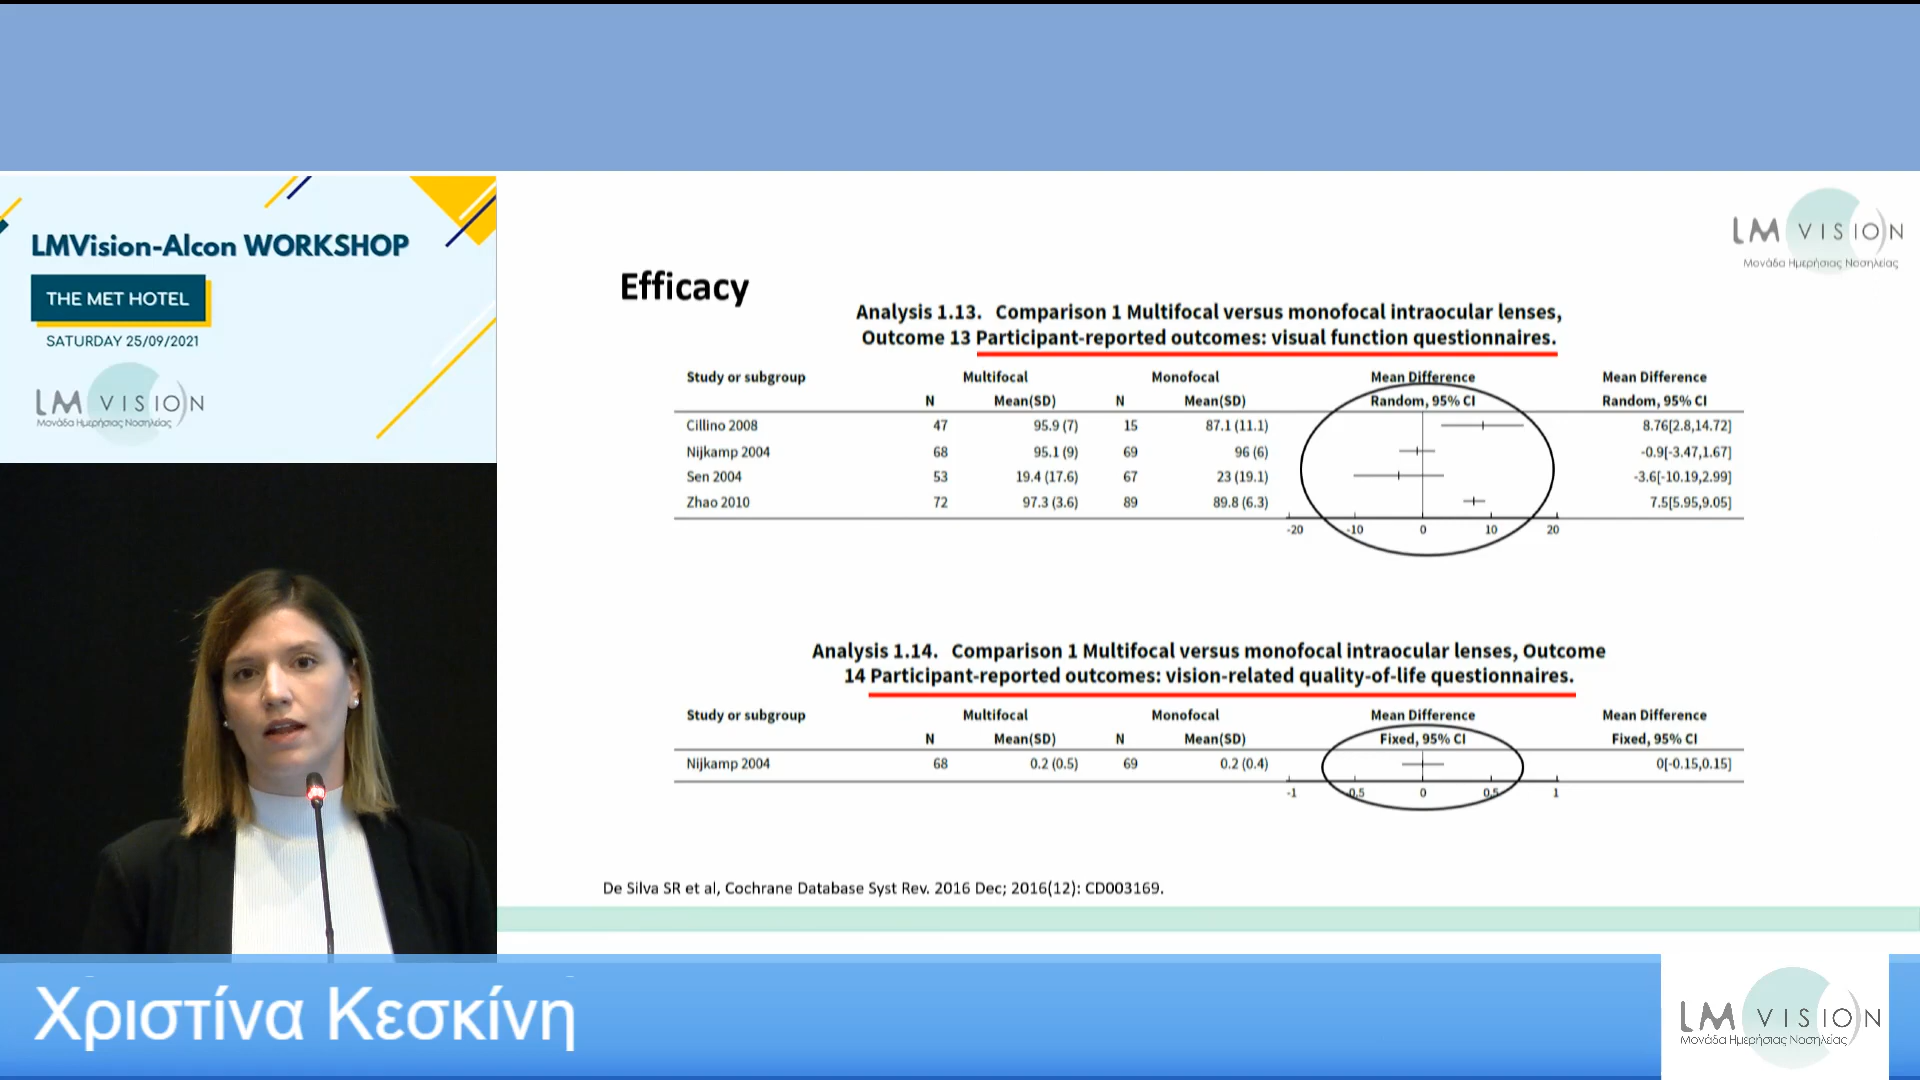 LMVision-Alcon WORKSHOP
THE MET HOTEL
SATURDAY 25/09/2021
LM VISION
Μονάδα Ημερήσιας Νοσηλείας
LM VISION
Μονάδα Ημερήσιας Νοσηλείας
Efficacy
Analysis 1.13. Comparison 1 Multifocal versus monofocal intraocular lenses,
Outcome 13 Participant-reported outcomes: visual function questionnaires.
Study or subgroup Multifocal Monofocal Mean Difference Mean Difference
N Mean(SD) N Mean(SD) Random, 95% CI Random, 95% CI
Cillino 2008 47 95.9 (7) 15 87.1 (11.1) 8.76[2.8,14.72]
Nijkamp 2004 68 95.1 (9) 69 96 (6) -0.9[-3.47,1.67]
Sen 2004 53 19.4 (17.6) 67 23 (19.1) -3.6[-10.19,2.99]
Zhao 2010 72 97.3 (3.6) 89 89.8 (6.3) 7.5[5.95,9.05]
-20 -10 0 10 20
Analysis 1.14. Comparison 1 Multifocal versus monofocal intraocular lenses, Outcome
14 Participant-reported outcomes: vision-related quality-of-life questionnaires.
Study or subgroup Multifocal Monofocal Mean Difference Mean Difference
N Mean(SD) N Mean(SD) Fixed, 95% CI Fixed, 95% CI
Nijkamp 2004 68 0.2 (0.5) 69 0.2 (0.4) 0[-0.15,0.15]
-1 -0.5 0 0.5 1
De Silva SR et al, Cochrane Database Syst Rev. 2016 Dec; 2016(12): CD003169.
Χριστίνα Κεσκίνη
LM VISION
Μονάδα Ημερήσιας Νοσηλείας